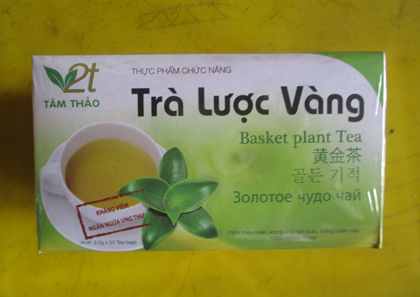 THỰC PHẨM CHỨC NĂNG
2t
TÂM THẢO
Trà Lược Vàng
Basket plant Tea
黄金茶
골든 기적
Золотое чудо чай
KHÁNG VIÊM
NGĂN NGỪA UNG THƯ